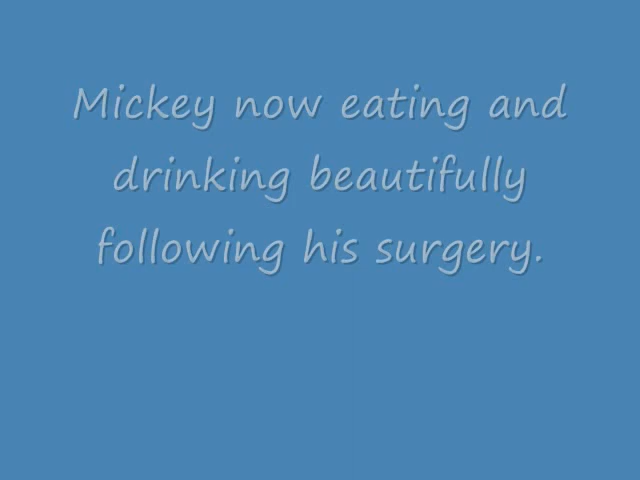 Mickey now eating and
drinking beautifully
following his surgery.